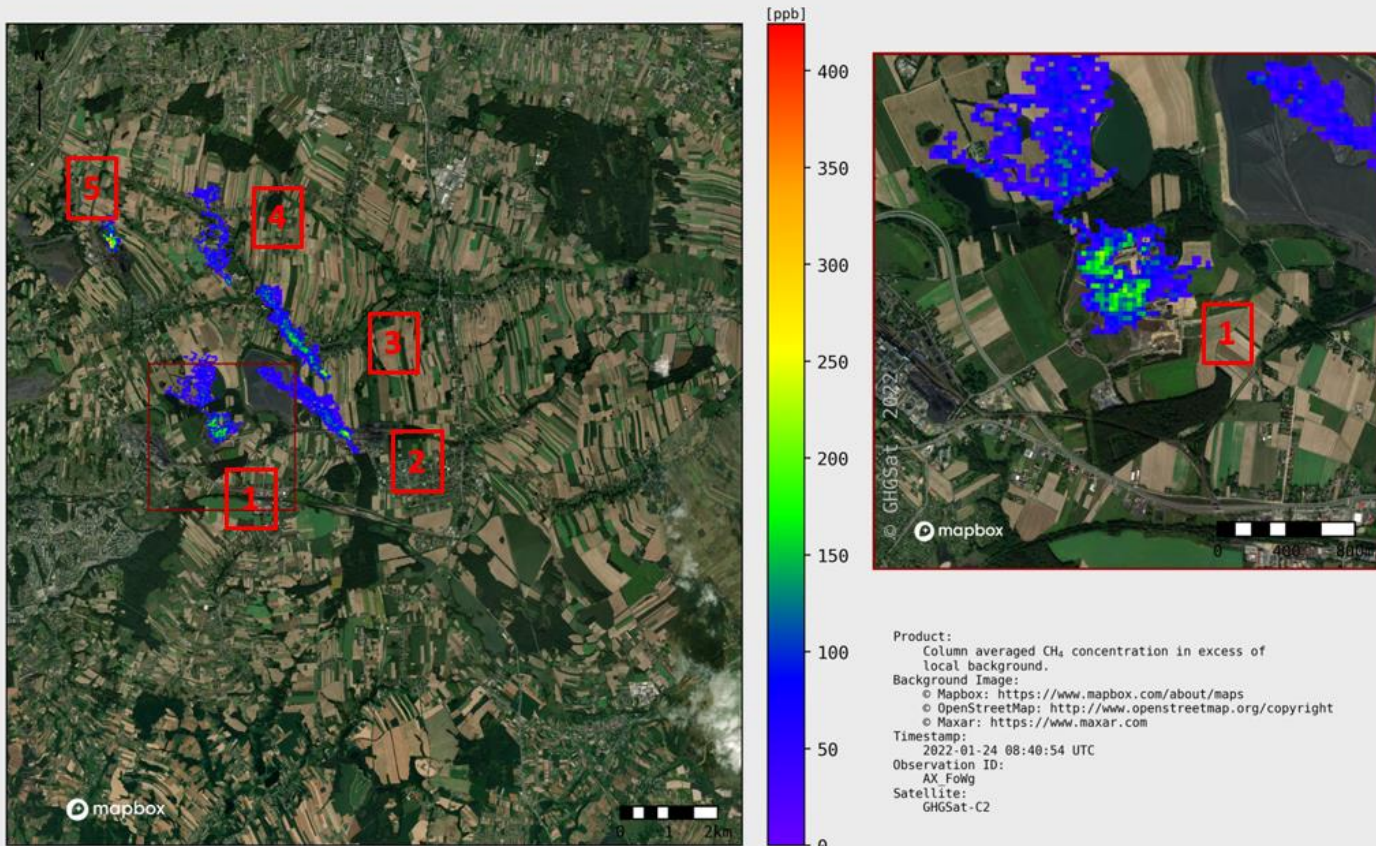 [ppb]
N
5
4
3
2
1
mapbox
0 1 2km
400
350
300
250
200
150
100
50
0
1
© GHGSat, 2022
mapbox
0 400 800m
Product:
Column averaged CH₄ concentration in excess of
local background.
Background Image:
© Mapbox: https://www.mapbox.com/about/maps
© OpenStreetMap: http://www.openstreetmap.org/copyright
© Maxar: https://www.maxar.com
Timestamp:
2022-01-24 08:40:54 UTC
Observation ID:
AX_FoWg
Satellite:
GHGSat-C2